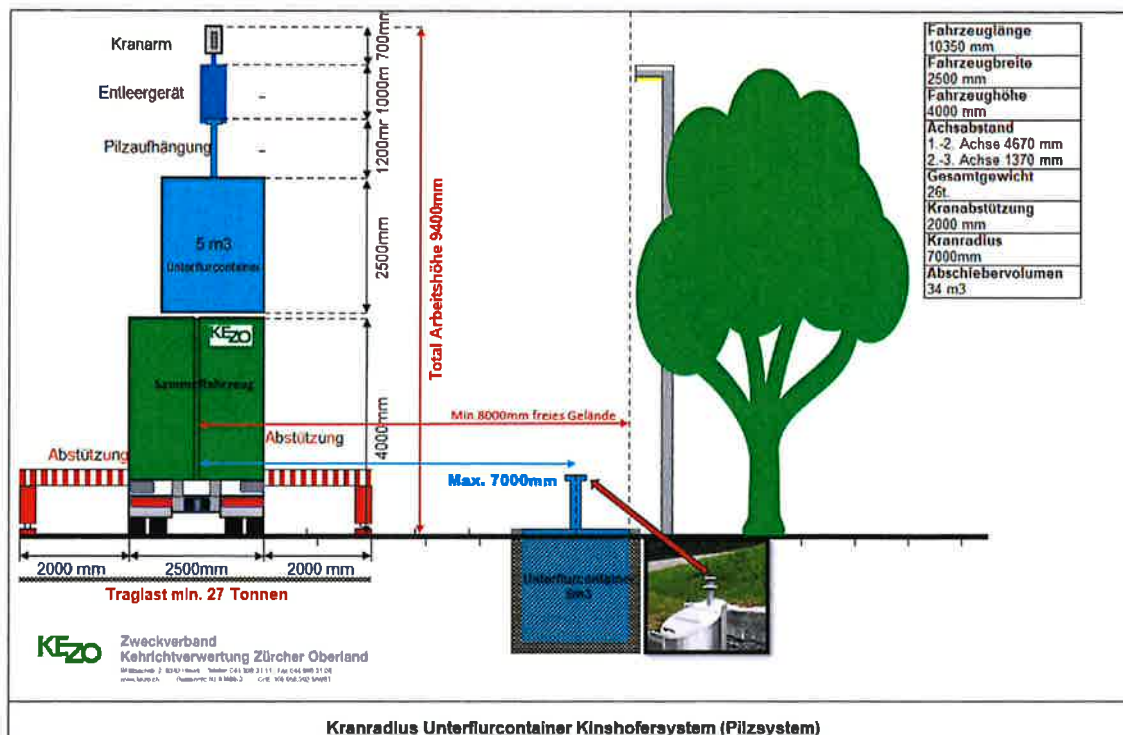 Kranarm
Entleergerät
Pilzaufhängung
700mm
1000m
1200mr
2500mm
4000mm
Total Arbeitshöhe 9400mm
5 m3
Unterflurcontainer
KEZO
Sammelfahrzeug
Min 8000mm freies Gelände
Abstützung
Abstützung
Max. 7000mm
2000 mm
2500mm
2000 mm
Traglast min. 27 Tonnen
Unterflurcontainer
Fahrzeuglänge
10350 mm
Fahrzeugbreite
2500 mm
Fahrzeughöhe
4000 mm
Achsabstand
1.-2. Achse 4670 mm
2.-3. Achse 1370 mm
Gesamtgewicht
26t.
Kranabstützung
2000 mm
Kranradius
7000mm
Abschiebervolumen
34 m3
KEZO
Zweckverband
Kehrichtverwertung Zürcher Oberland
Kranradius Unterflurcontainer Kinshofersystem (Pilzsystem)